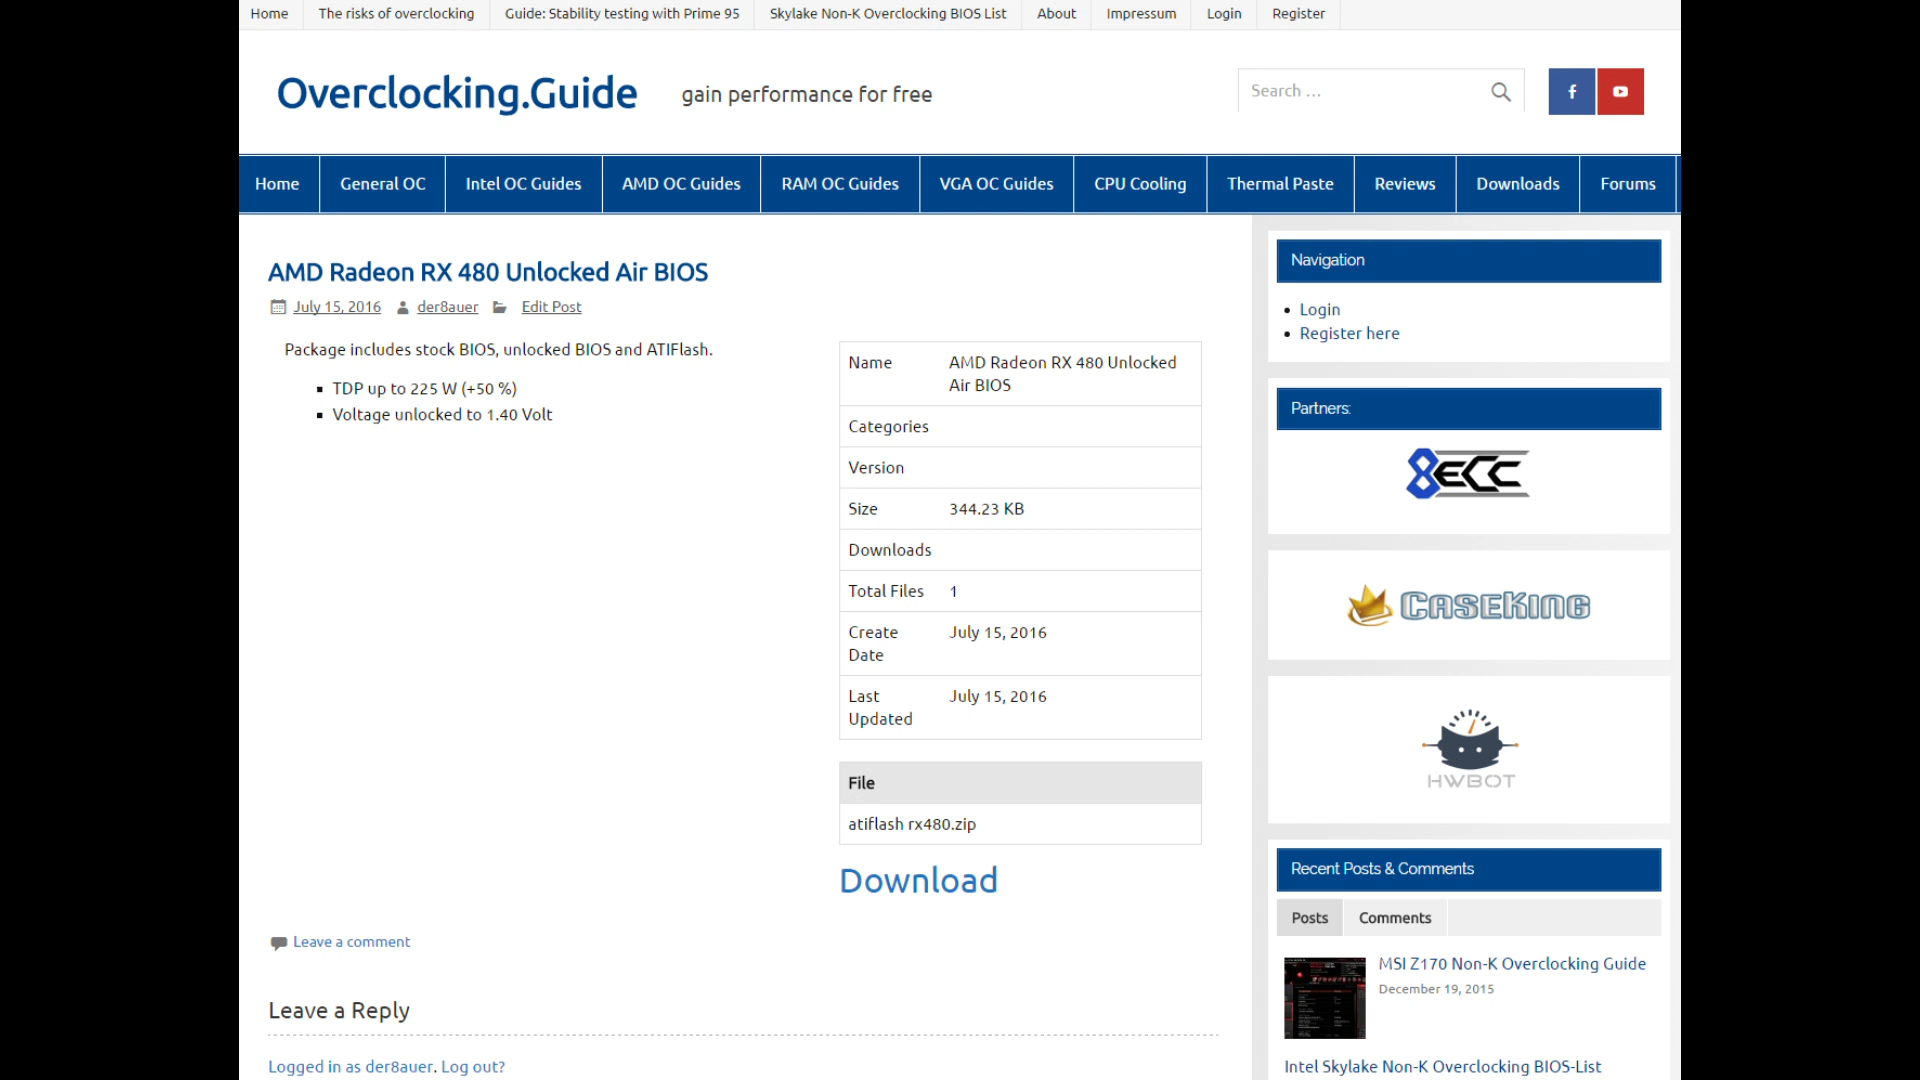 Home The risks of overclocking Guide: Stability testing with Prime 95 Skylake Non-K Overclocking BIOS List About Impressum Login Register
Overclocking.Guide gain performance for free Search …
Home General OC Intel OC Guides AMD OC Guides RAM OC Guides VGA OC Guides CPU Cooling Thermal Paste Reviews Downloads Forums
AMD Radeon RX 480 Unlocked Air BIOS
July 15, 2016 der8auer Edit Post
Package includes stock BIOS, unlocked BIOS and ATIFlash.
TDP up to 225 W (+50 %)
Voltage unlocked to 1.40 Volt
Name AMD Radeon RX 480 Unlocked
Air BIOS
Categories
Version
Size 344.23 KB
Downloads
Total Files 1
Create July 15, 2016
Date
Last July 15, 2016
Updated
File
atiflash rx480.zip
Download
Leave a comment
Leave a Reply
Logged in as der8auer. Log out?
Navigation
Login
Register here
Partners:
8ECC
CASEKING
HWBOT
Recent Posts & Comments
Posts Comments
MSI Z170 Non-K Overclocking Guide
December 19, 2015
Intel Skylake Non-K Overclocking BIOS-List